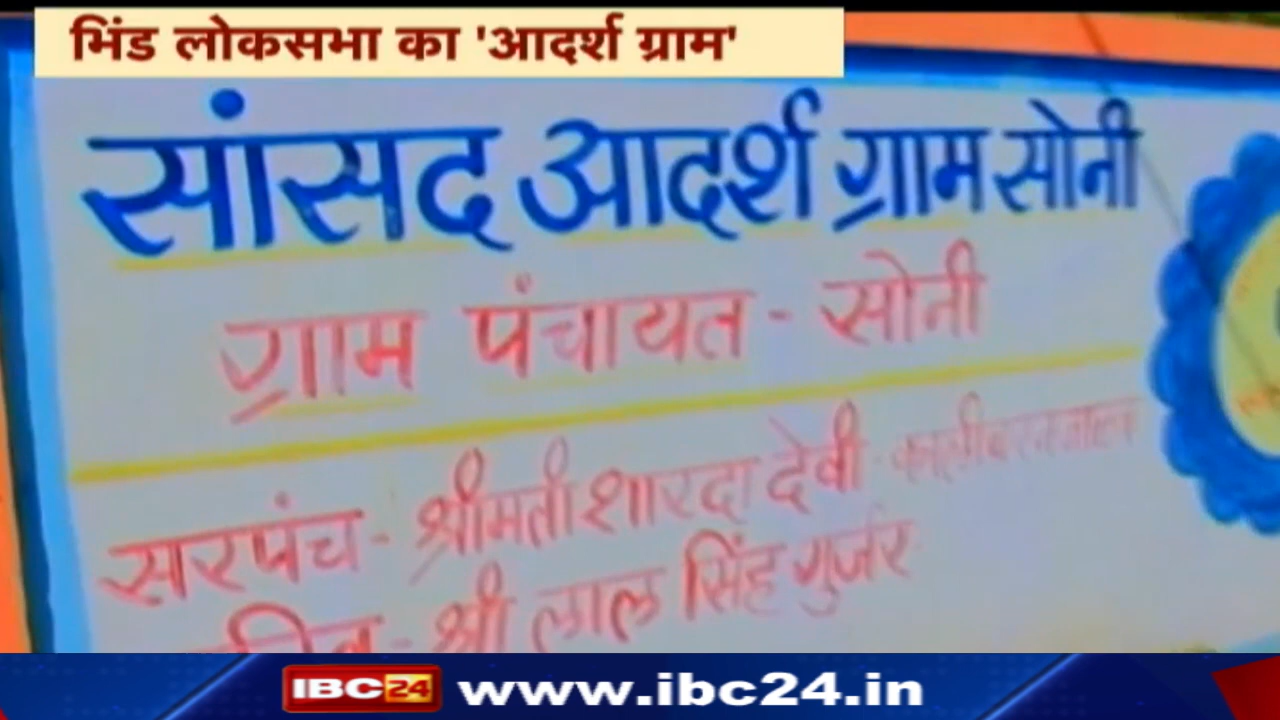 भिंड लोकसभा का 'आदर्श ग्राम'
सांसद आदर्श ग्राम सोनी
ग्राम पंचायत - सोनी
सरपंच - श्रीमती शारदा देवी
- श्री लाल सिंह गुर्जर
IBC24 www.ibc24.in